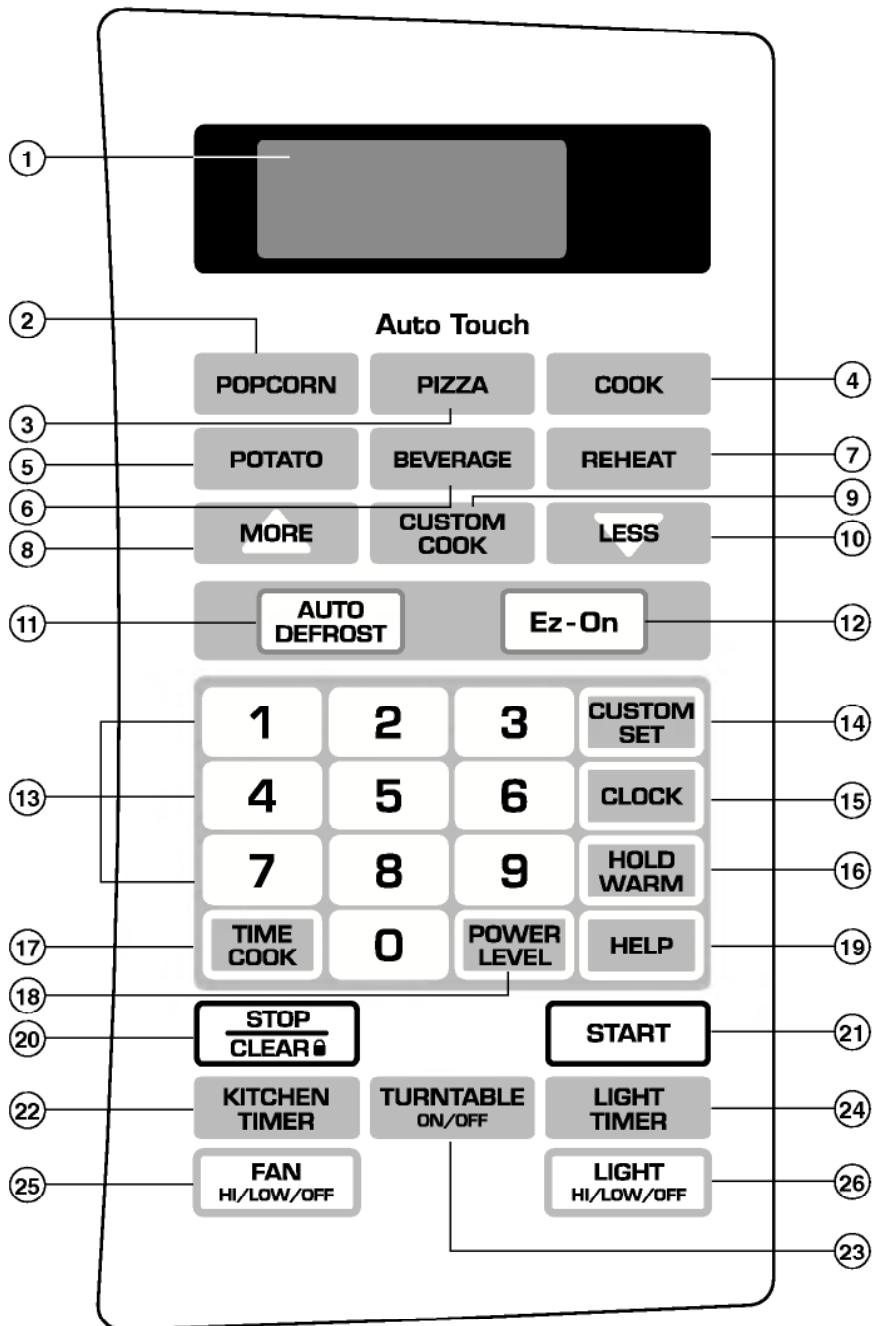 1
2
Auto Touch
POPCORN PIZZA COOK
4
3
5
POTATO BEVERAGE REHEAT
7
6
9
8
MORE CUSTOM COOK LESS
10
11
AUTO DEFROST Ez-On
12
1 2 3 CUSTOM SET
14
13
4 5 6 CLOCK
15
7 8 9 HOLD WARM
16
17
TIME COOK 0 POWER LEVEL HELP
19
18
20
STOP
CLEAR
START
21
22
KITCHEN TIMER TURNTABLE ON/OFF LIGHT TIMER
24
25
FAN HI/LOW/OFF LIGHT HI/LOW/OFF
26
23